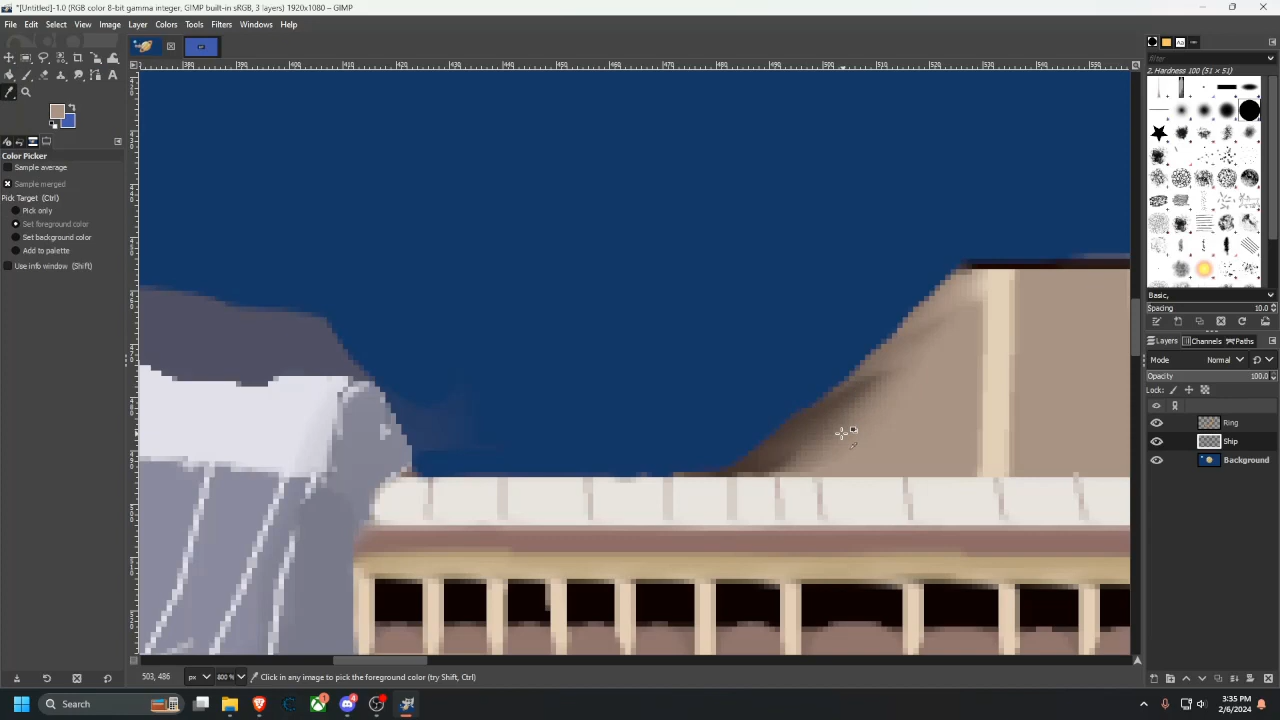 *[Untitled]-1.0 (RGB color 8-bit gamma integer, GIMP built-in sRGB, 3 layers) 1920x1080 – GIMP
File Edit Select View Image Layer Colors Tools Filters Windows Help
Color Picker
Sample average
Sample merged
Pick Target (Ctrl)
Pick only
Set foreground color
Set background color
Add to palette
Use info window (Shift)
filter
2. Hardness 100 (51 × 51)
Basic,
Spacing 10.0
Layers Channels Paths
Mode Normal
Opacity 100.0
Lock:
Ring
Ship
Background
503, 486 px 800 % Click in any image to pick the foreground color (try Shift, Ctrl)
Search
3:35 PM
2/6/2024